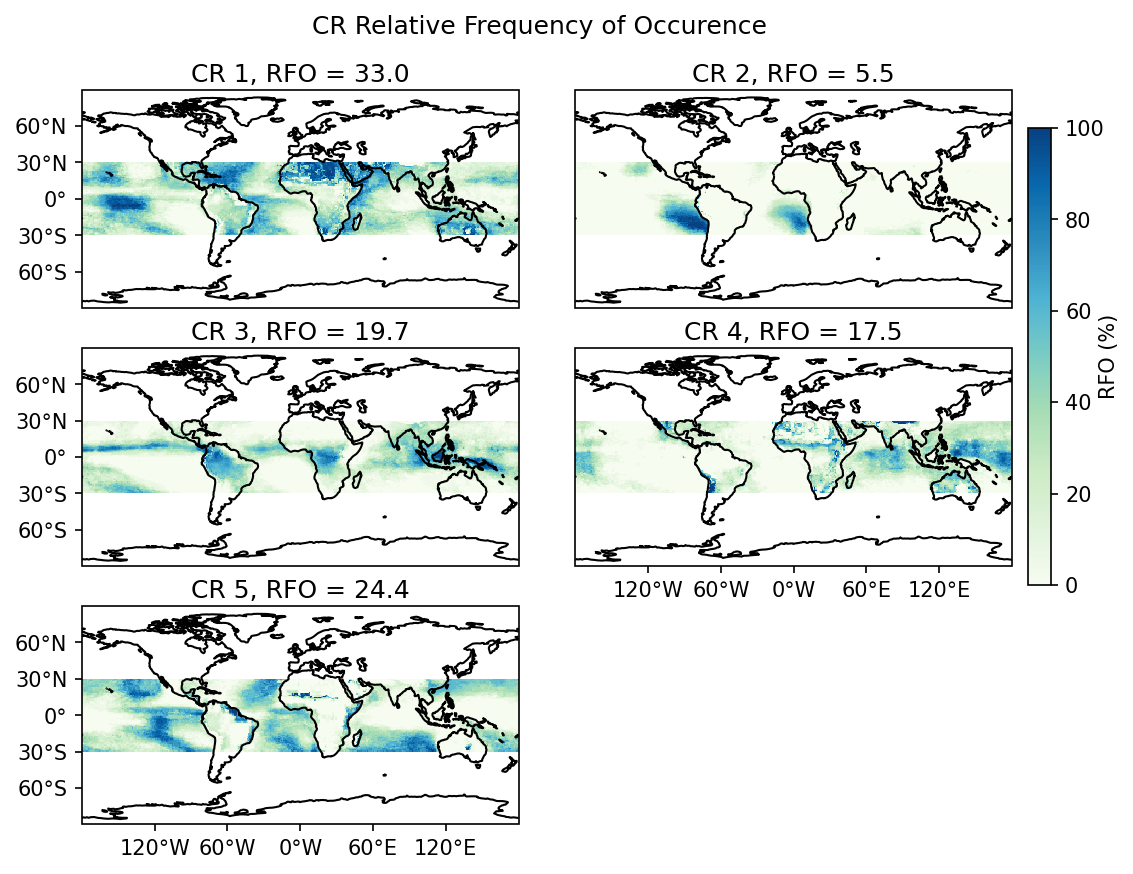 CR Relative Frequency of Occurence
CR 1, RFO = 33.0
60°N
30°N
0°
30°S
60°S
CR 2, RFO = 5.5
CR 3, RFO = 19.7
60°N
30°N
0°
30°S
60°S
CR 4, RFO = 17.5
120°W 60°W 0°W 60°E 120°E
100
80
60
40
20
0
RFO (%)
CR 5, RFO = 24.4
60°N
30°N
0°
30°S
60°S
120°W 60°W 0°W 60°E 120°E